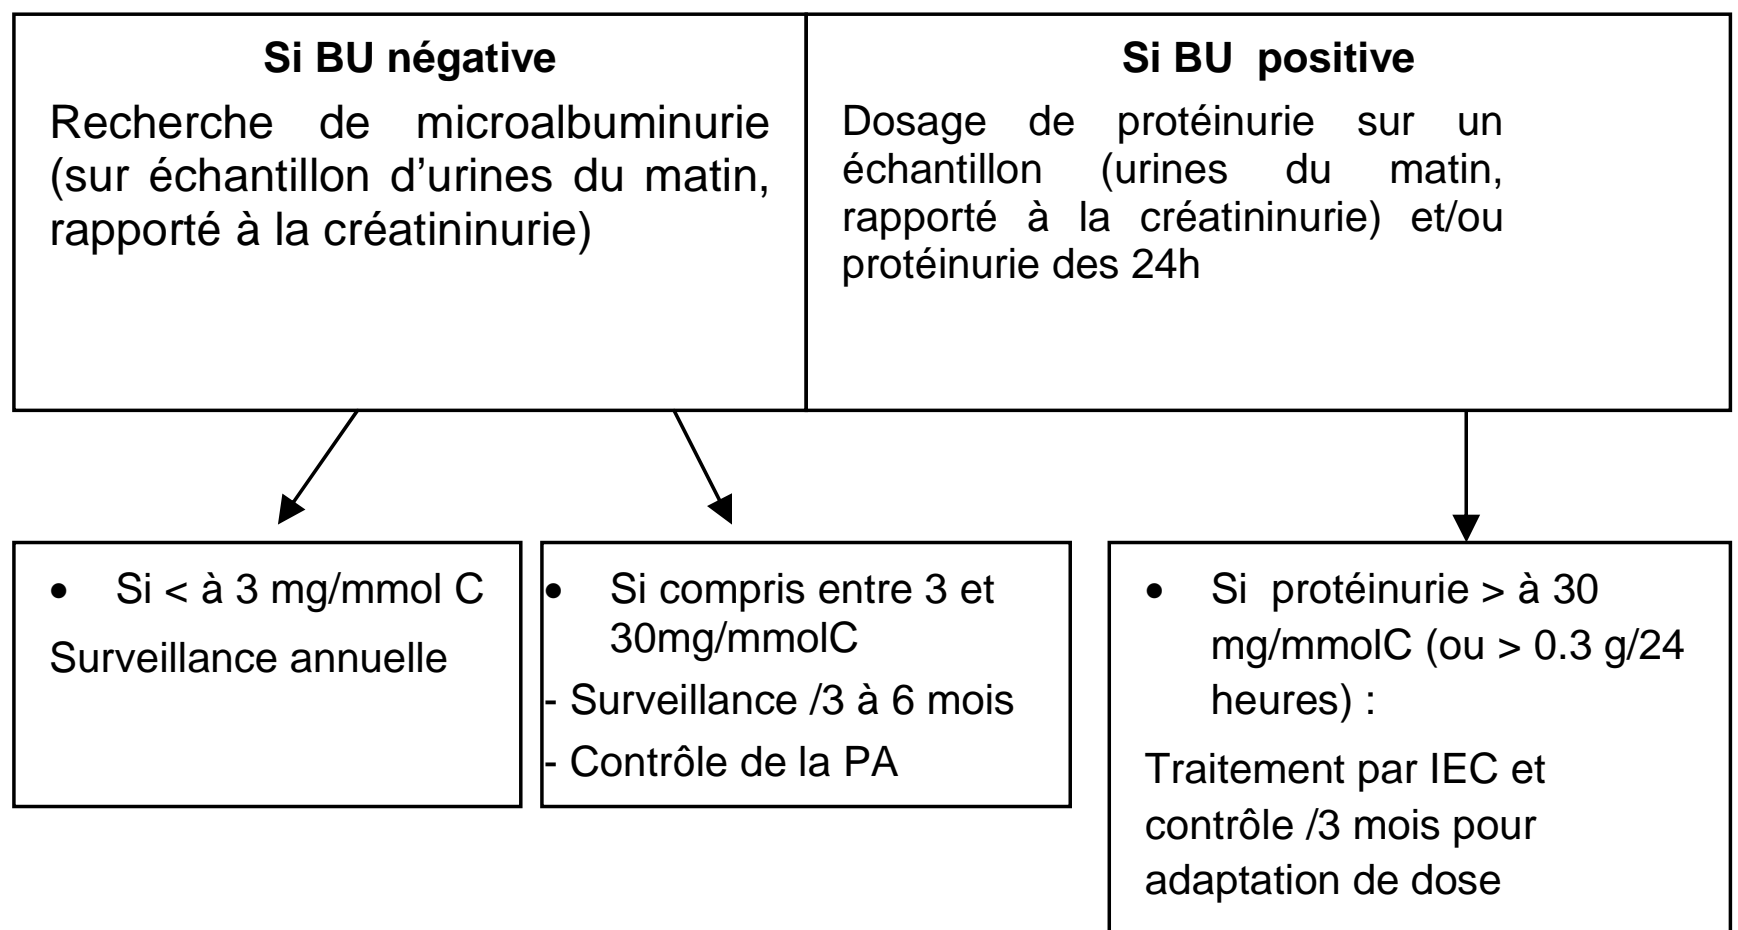 Si BU négative
Recherche de microalbuminurie
(sur échantillon d'urines du matin,
rapporté à la créatininurie)
Si BU positive
Dosage de protéinurie sur un
échantillon (urines du matin,
rapporté à la créatininurie) et/ou
protéinurie des 24h
• Si < à 3 mg/mmol C
Surveillance annuelle
• Si compris entre 3 et
30mg/mmolC
- Surveillance /3 à 6 mois
- Contrôle de la PA
• Si protéinurie > à 30
mg/mmolC (ou > 0.3 g/24
heures) :
Traitement par IEC et
contrôle /3 mois pour
adaptation de dose